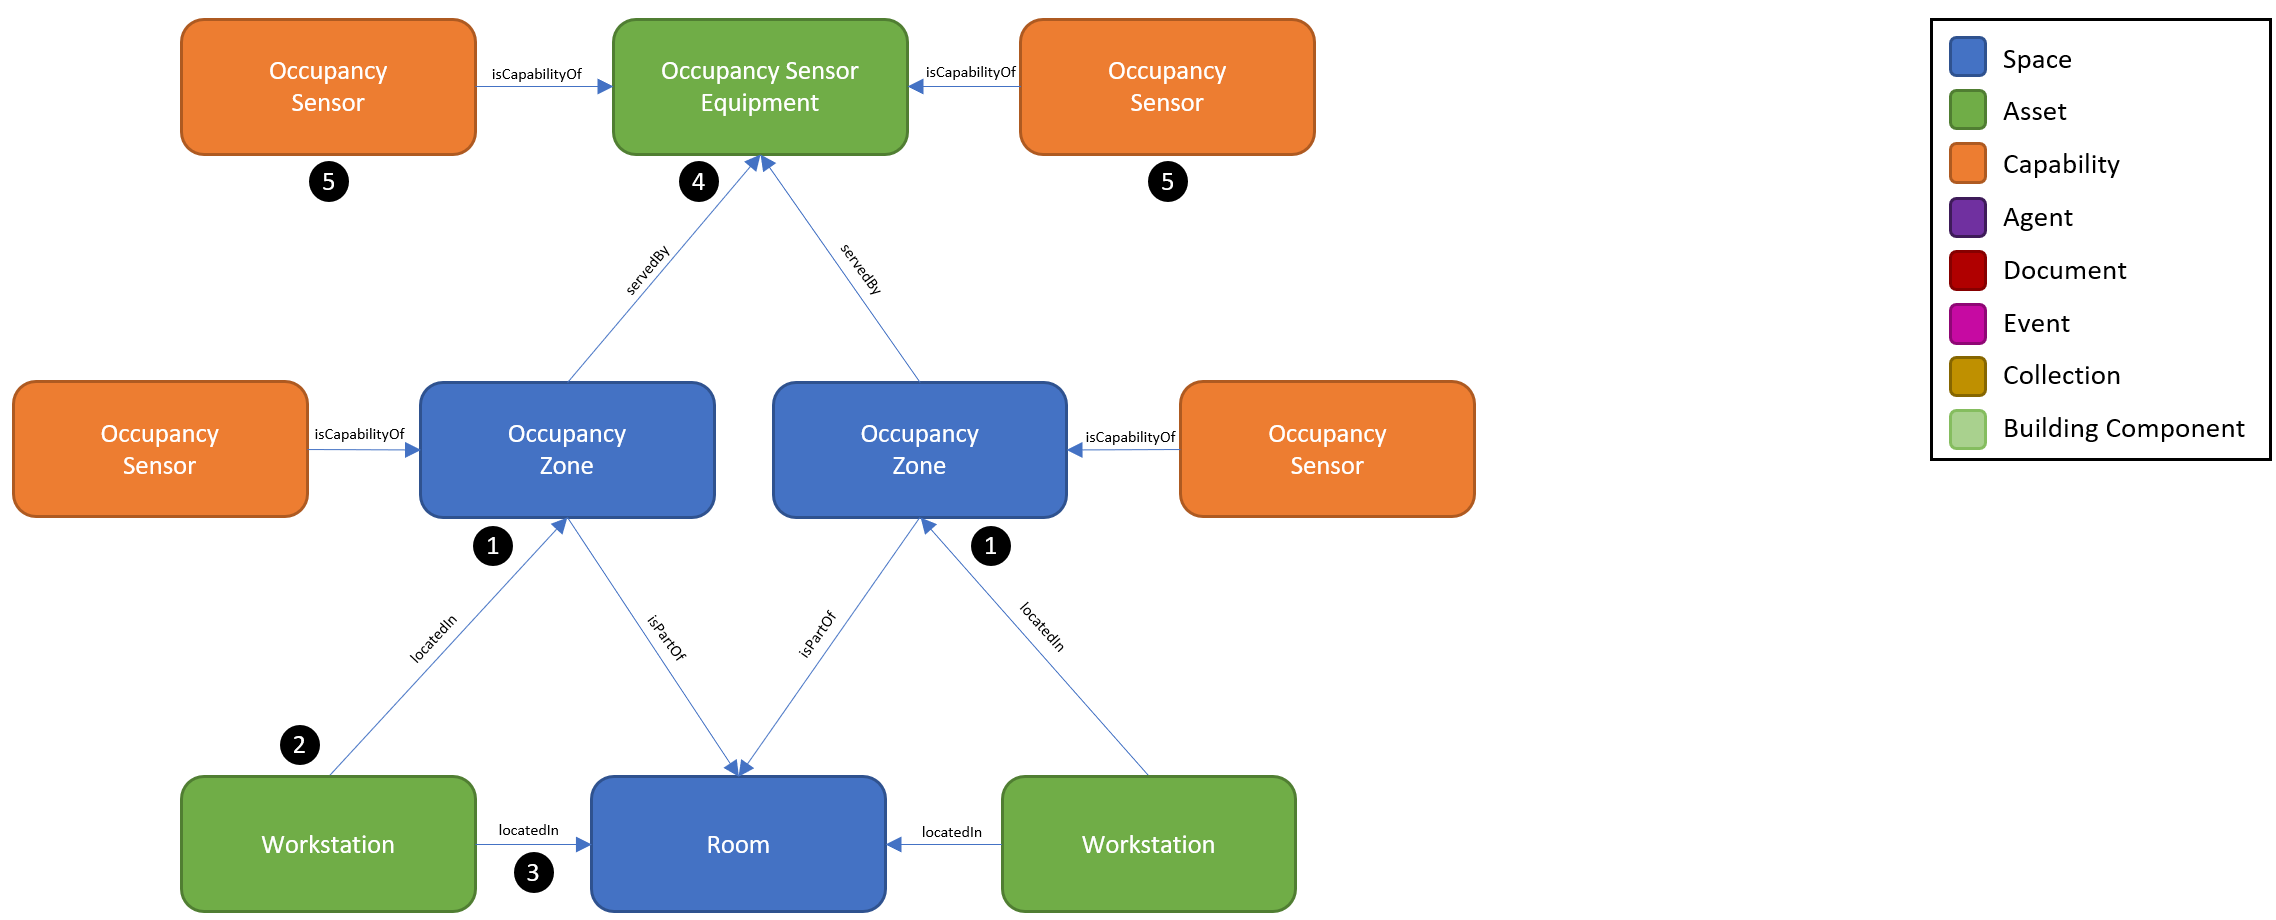 Occupancy
Sensor
isCapabilityOf
Occupancy Sensor
Equipment
isCapabilityOf
Occupancy
Sensor
5
4
5
servedBy
servedBy
Occupancy
Sensor
isCapabilityOf
Occupancy
Zone
Occupancy
Zone
isCapabilityOf
Occupancy
Sensor
1
1
locatedIn
isPartOf
isPartOf
locatedIn
2
Workstation
locatedIn
3
Room
locatedIn
Workstation
Space
Asset
Capability
Agent
Document
Event
Collection
Building Component